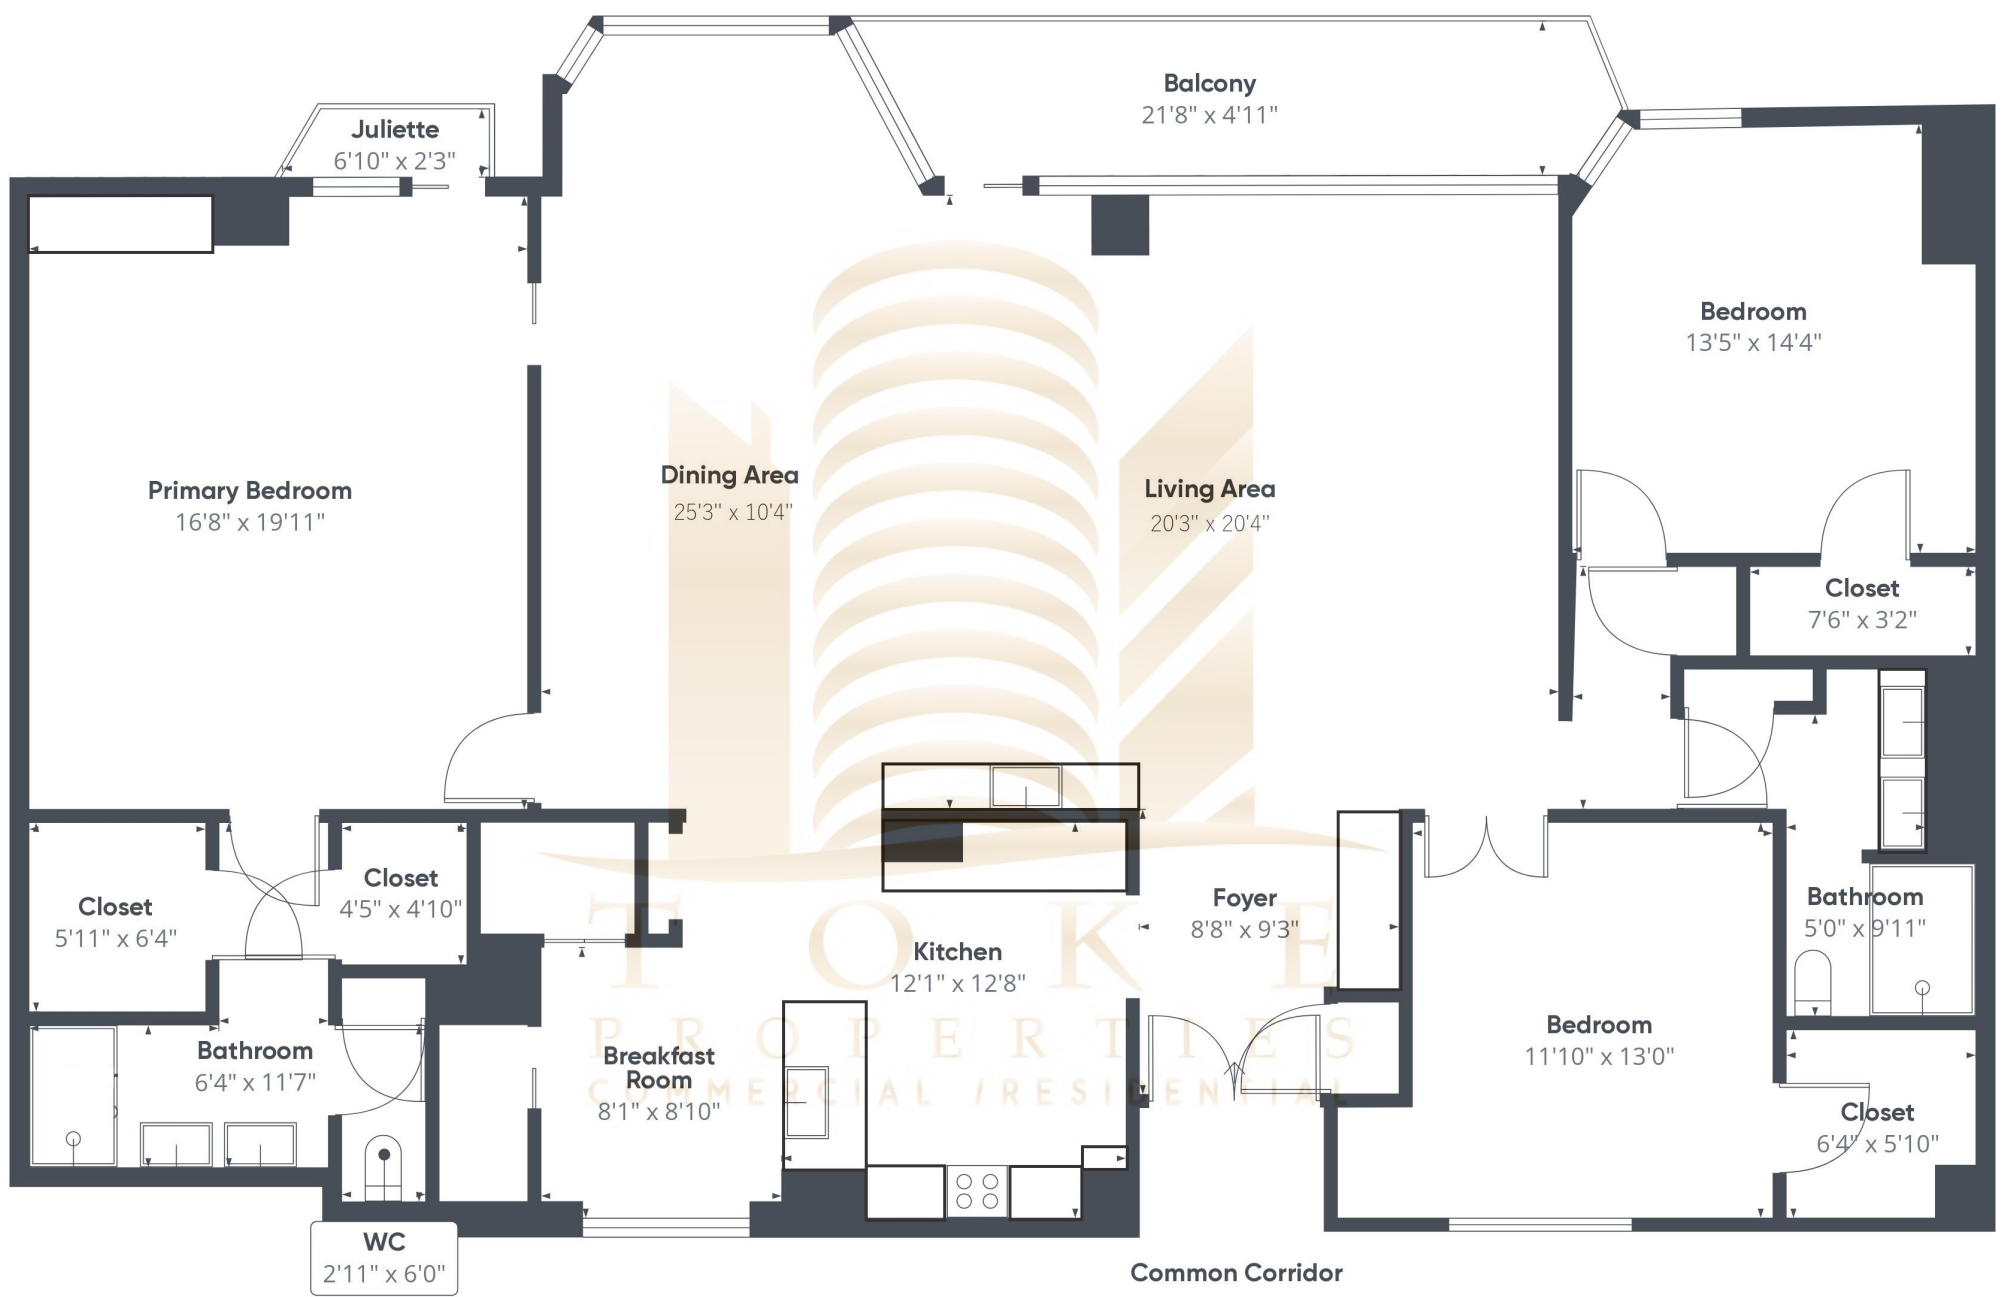 Balcony
21'8" x 4'11"
Juliette
6'10" x 2'3"
Bedroom
13'5" x 14'4"
Primary Bedroom
16'8" x 19'11"
Dining Area
25'3" x 10'4"
Living Area
20'3" x 20'4"
Closet
7'6" x 3'2"
Closet
5'11" x 6'4"
Closet
4'5" x 4'10"
Kitchen
12'1" x 12'8"
Foyer
8'8" x 9'3"
Bathroom
5'0" x 9'11"
TOKE
PROPERTIES
COMMERCIAL / RESIDENTIAL
Bathroom
6'4" x 11'7"
Breakfast
Room
8'1" x 8'10"
Bedroom
11'10" x 13'0"
Closet
6'4" x 5'10"
WC
2'11" x 6'0"
Common Corridor